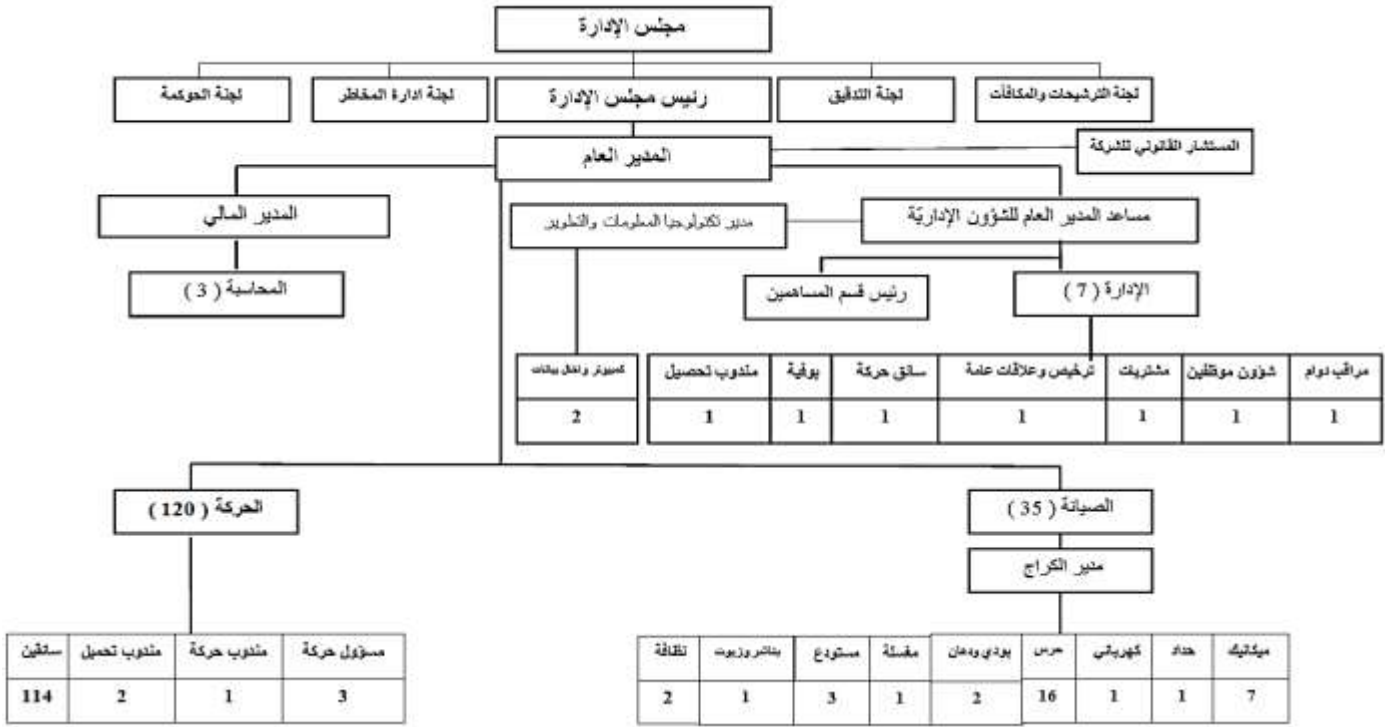 مجلس الإدارة
لجنة الترشيحات والمكافأت
لجنة التدقيق
رئيس مجلس الإدارة
لجنة ادارة المخاطر
لجنة الحوكمة
المدير العام
المستشار القانوني للشركة
مساعد المدير العام للشؤون الإداريّة
مدير تكنولوجيا المعلومات والتطوير
المدير المالي
الإدارة ( 7 )
رئيس قسم المساهمين
المحاسبة ( 3 )
مراقب دوام شؤون موظفين مشتريات ترخيص وعلاقات عامة سائق حركة بوفية مندوب تحصيل كمبيوتر وادخال بيانات
1 1 1 1 1 1 1 2
الصيانة ( 35 )
الحركة ( 120 )
مدير الكراج
ميكانيك حداد كهربائي حرس بودي ودهان مغسلة مستودع بناشر وزيوت نظافة
7 1 1 16 2 1 3 1 2
مسؤول حركة مندوب حركة مندوب تحميل سائقين
3 1 2 114